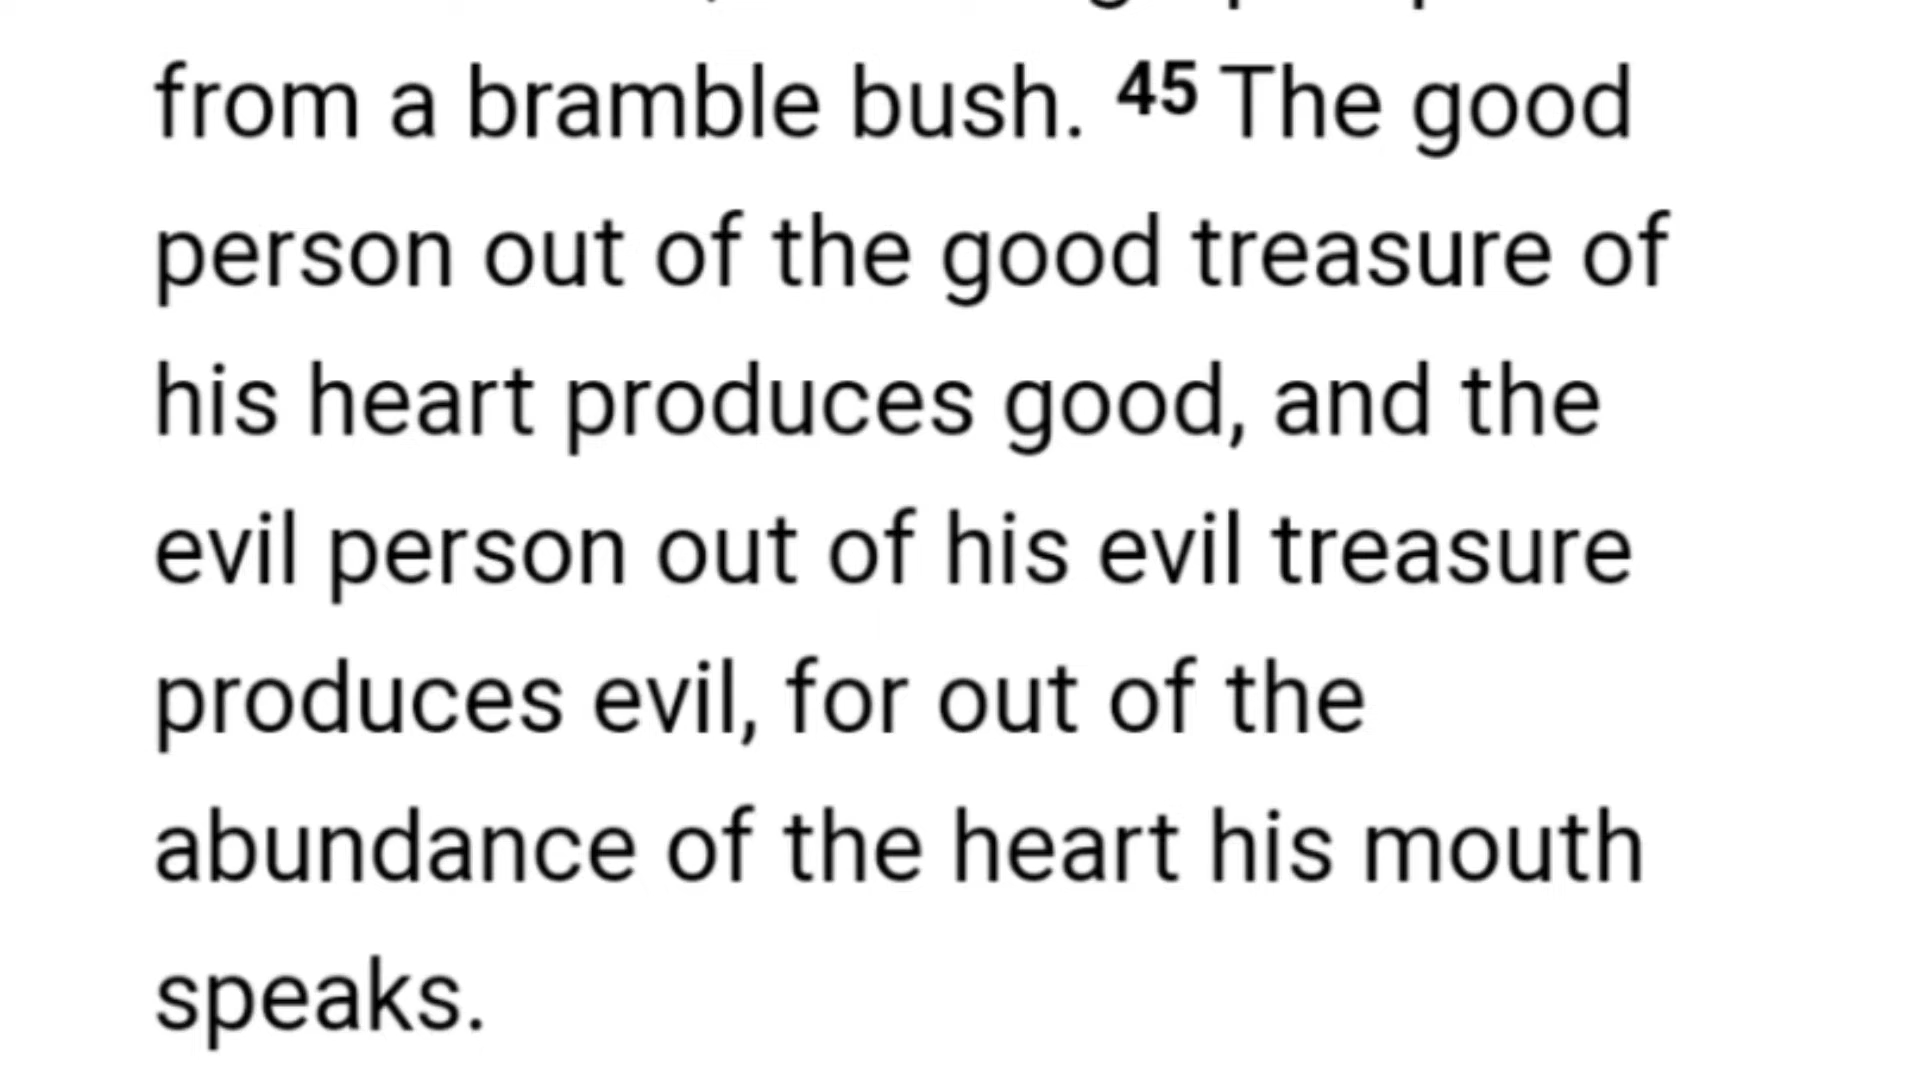 from a bramble bush. 45 The good
person out of the good treasure of
his heart produces good, and the
evil person out of his evil treasure
produces evil, for out of the
abundance of the heart his mouth
speaks.